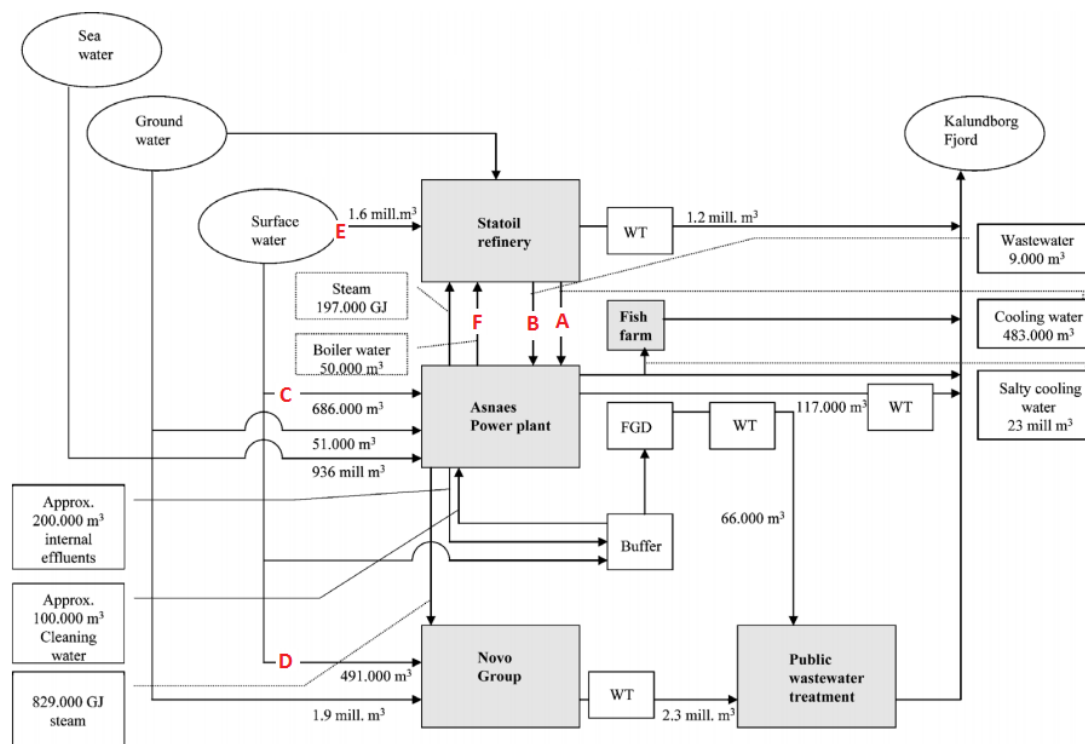 Sea
water
Ground
water
Kalundborg
Fjord
Surface
water
E
1.6 mill.m³
Statoil
refinery
WT
1.2 mill. m³
Wastewater
9.000 m³
Steam
197.000 GJ
F
B
A
Fish
farm
Cooling water
483.000 m³
Boiler water
50.000 m³
C
686.000 m³
Asnaes
Power plant
117.000 m³
WT
Salty cooling
water
23 mill m³
51.000 m³
936 mill m³
FGD
WT
Approx.
200.000 m³
internal
effluents
66.000 m³
Buffer
Approx.
100.000 m³
Cleaning
water
D
491.000 m³
Novo
Group
Public
wastewater
treatment
829.000 GJ
steam
1.9 mill. m³
WT
2.3 mill. m³